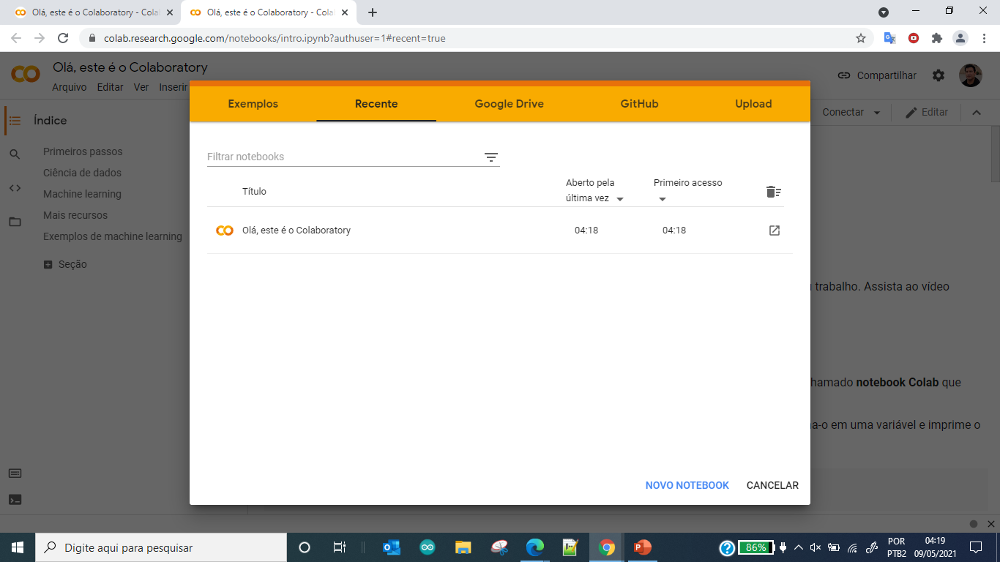 Olá, este é o Colaboratory - Cola
Olá, este é o Colaboratory - Cola
colab.research.google.com/notebooks/intro.ipynb?authuser=1#recent=true
Olá, este é o Colaboratory
Arquivo Editar Ver Inserir
Compartilhar
Exemplos Recente Google Drive GitHub Upload
Conectar
Editar
Índice
Primeiros passos
Ciência de dados
Machine learning
Mais recursos
Exemplos de machine learning
Seção
Filtrar notebooks
Título
Aberto pela
última vez
Primeiro acesso
Olá, este é o Colaboratory 04:18 04:18
trabalho. Assista ao vídeo
hamado notebook Colab que
a-o em uma variável e imprime o
NOVO NOTEBOOK CANCELAR
Digite aqui para pesquisar
86%
POR
PTB2
04:19
09/05/2021